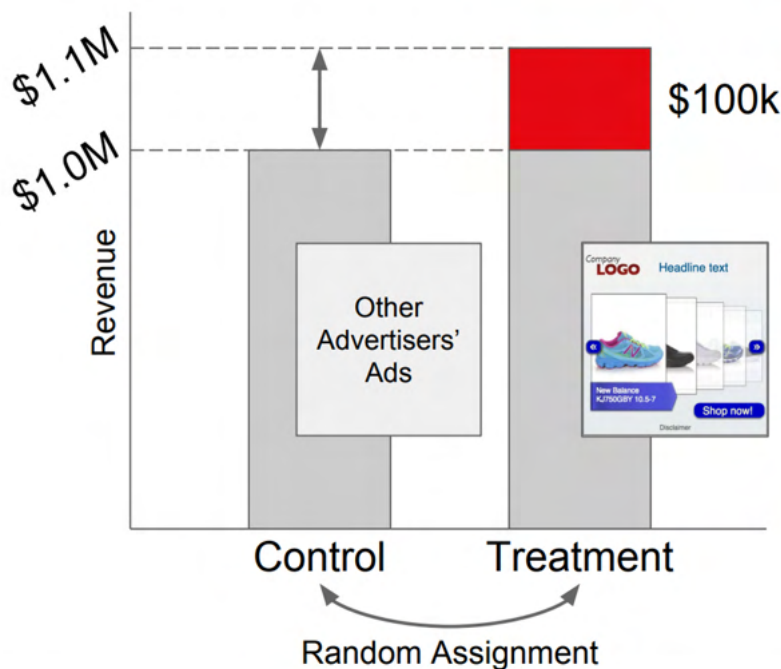 $1.1M
$100k
$1.0M
Revenue
Other
Advertisers'
Ads
Company
LOGO
Headline text
«
»
New Balance
KJ750GBY 10.5-7
Shop now!
Disclaimer
Control
Treatment
Random Assignment